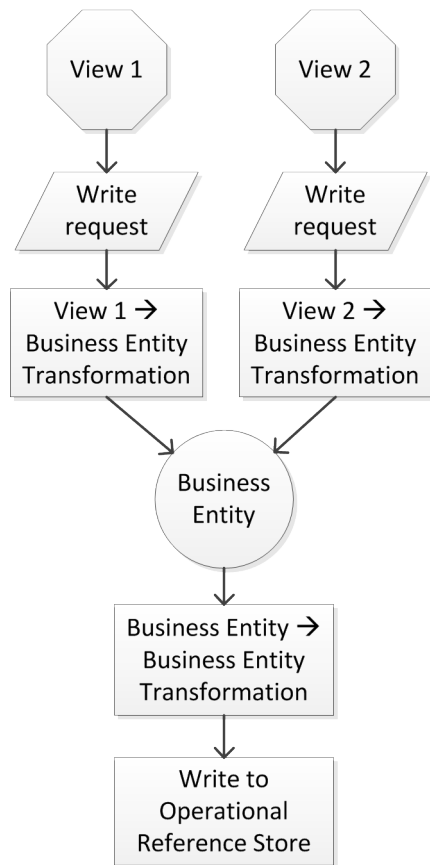 View 1
View 2
Write
request
Write
request
View 1 →
Business Entity
Transformation
View 2 →
Business Entity
Transformation
Business
Entity
Business Entity →
Business Entity
Transformation
Write to
Operational
Reference Store